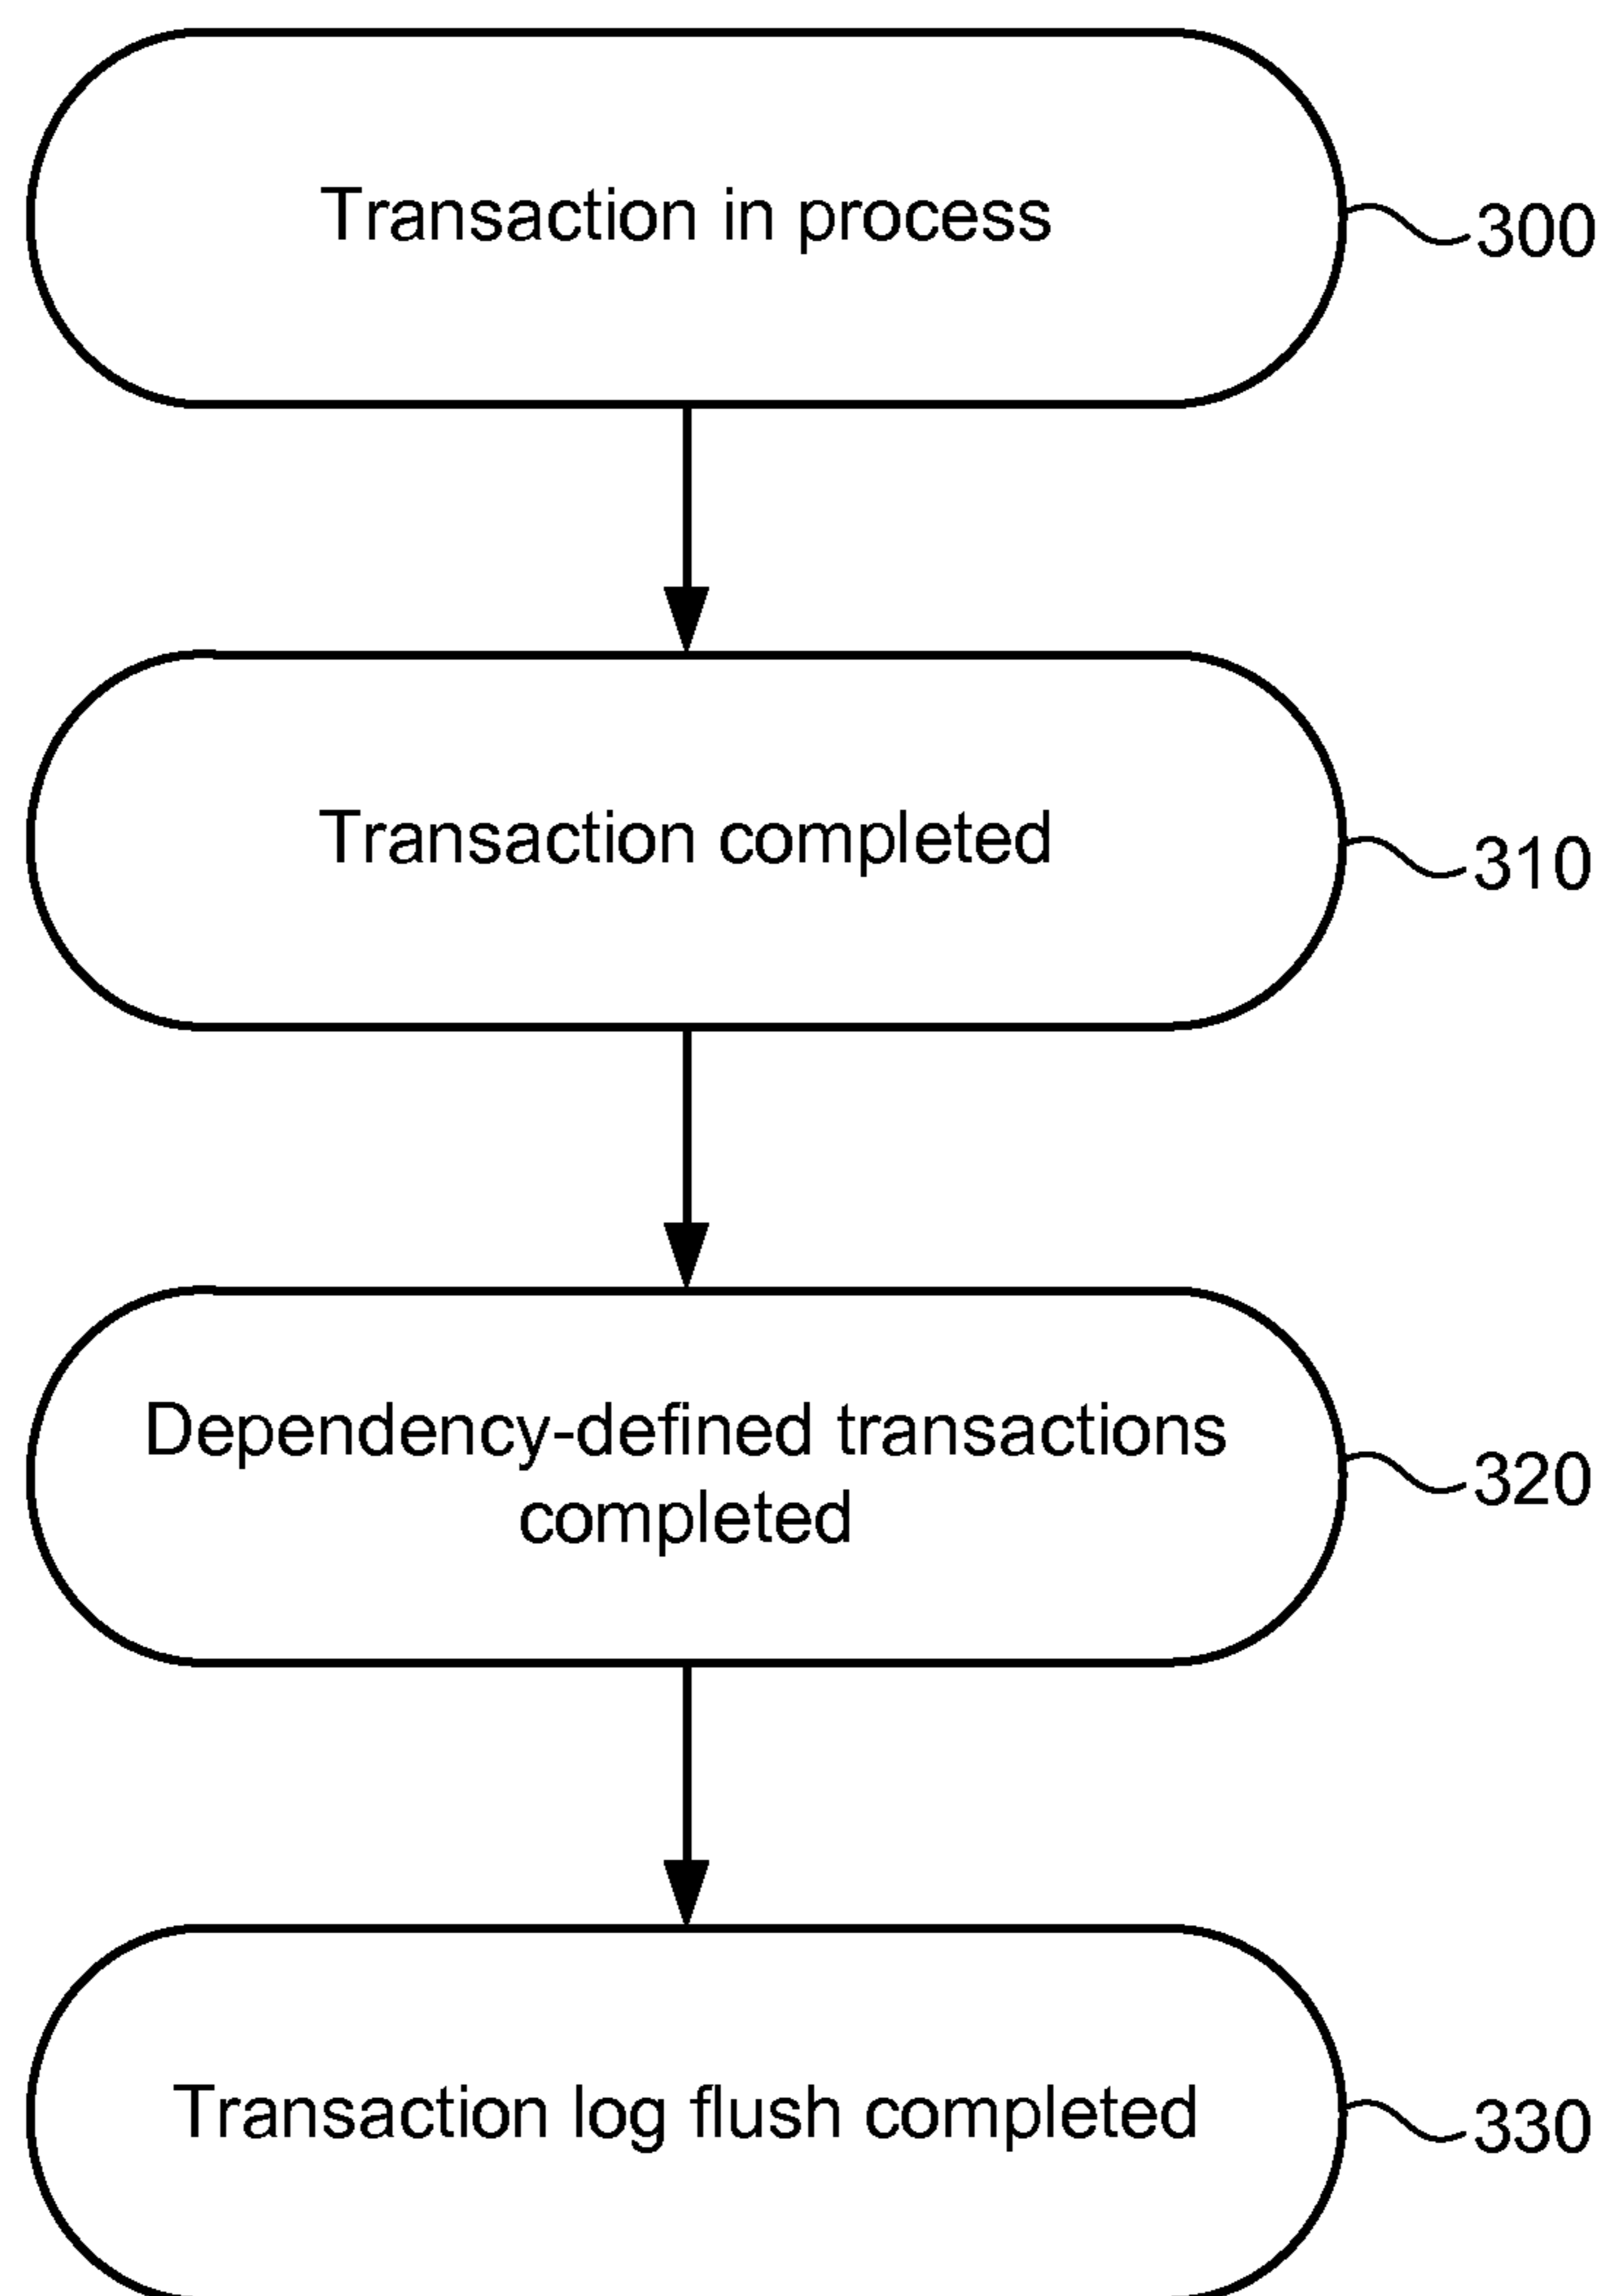 Transaction in process
300
Transaction completed
310
Dependency-defined transactions
completed
320
Transaction log flush completed
330